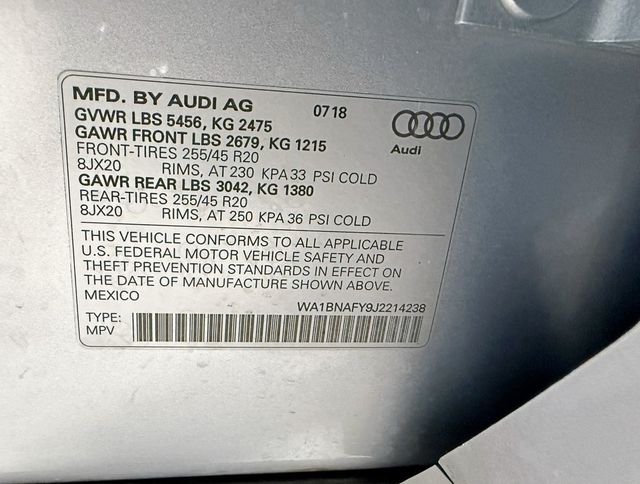 MFD. BY AUDI AG 0718
GVWR LBS 5456, KG 2475
GAWR FRONT LBS 2679, KG 1215
FRONT-TIRES 255/45 R20
8JX20 RIMS, AT 230 KPA 33 PSI COLD
GAWR REAR LBS 3042, KG 1380
REAR-TIRES 255/45 R20
8JX20 RIMS, AT 250 KPA 36 PSI COLD
Audi
THIS VEHICLE CONFORMS TO ALL APPLICABLE
U.S. FEDERAL MOTOR VEHICLE SAFETY AND
THEFT PREVENTION STANDARDS IN EFFECT ON
THE DATE OF MANUFACTURE SHOWN ABOVE.
MEXICO
WA1BNAFY9J2214238
TYPE:
MPV